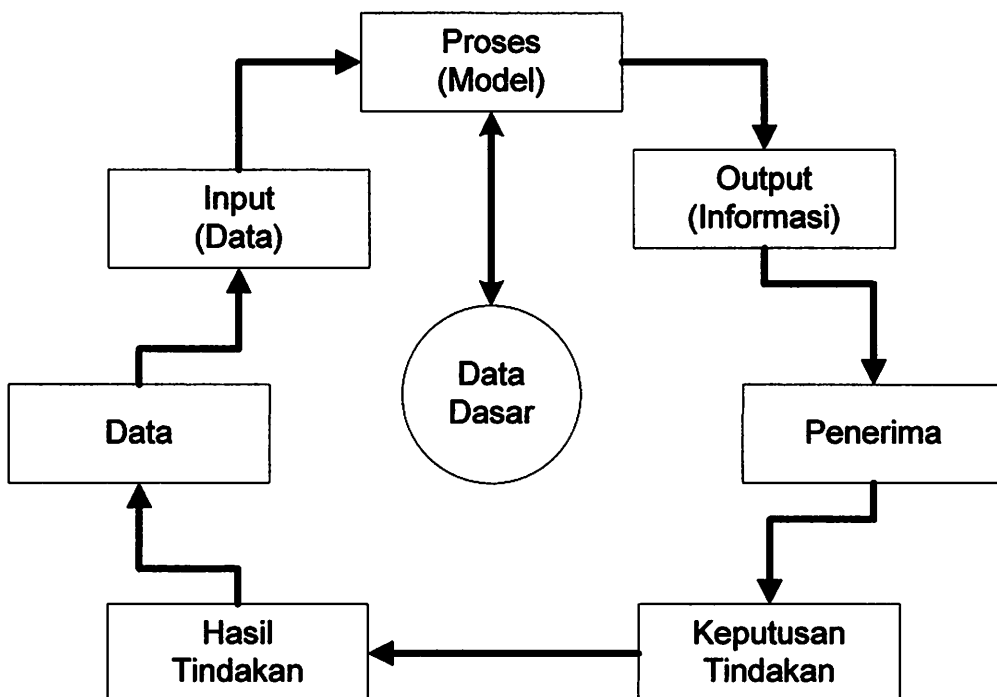 Proses
(Model)
Input
(Data)
Output
(Informasi)
Data
Dasar
Data
Penerima
Hasil
Tindakan
Keputusan
Tindakan